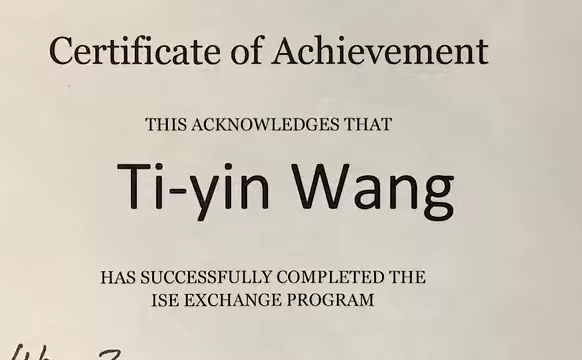 Certificate of Achievement
THIS ACKNOWLEDGES THAT
Ti-yin Wang
HAS SUCCESSFULLY COMPLETED THE
ISE EXCHANGE PROGRAM